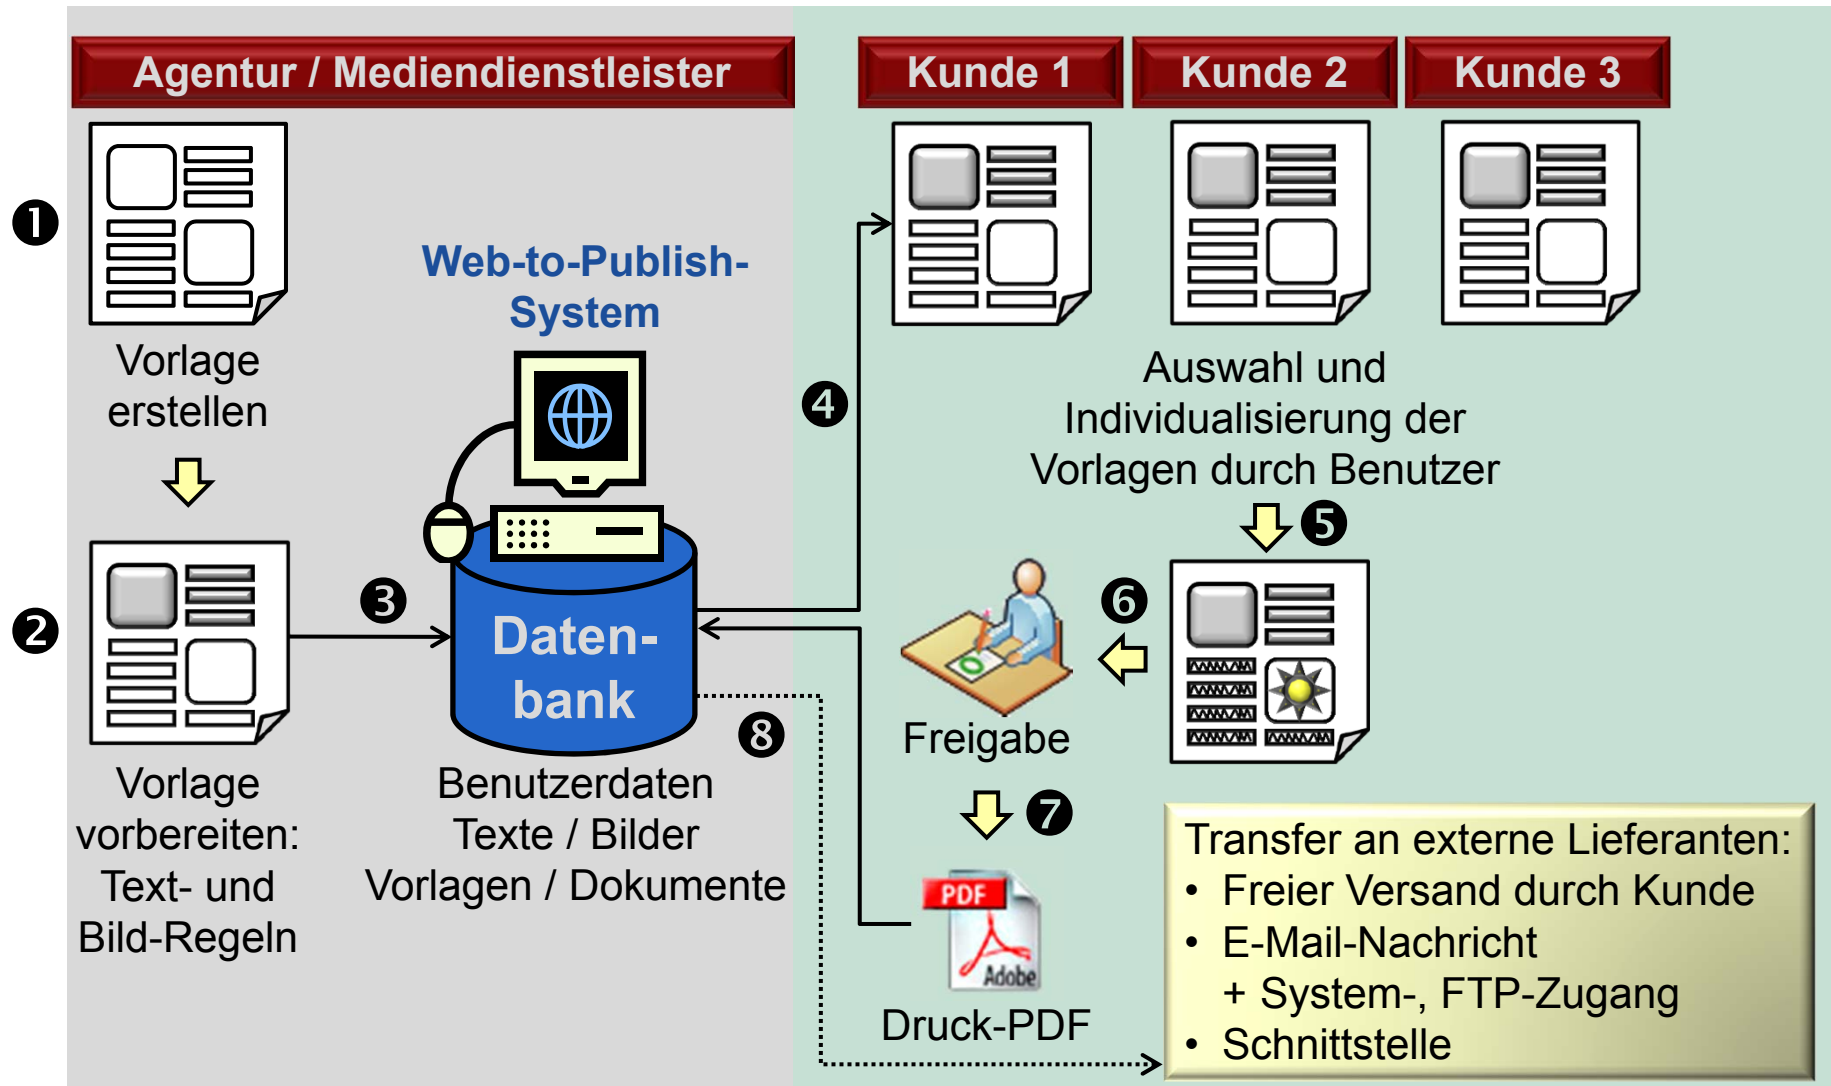 Agentur / Mediendienstleister
Kunde 1
Kunde 2
Kunde 3
❶
Vorlage
erstellen
Web-to-Publish-
System
❹
Auswahl und
Individualisierung der
Vorlagen durch Benutzer
❺
❷
❸
Daten-
bank
❻
Freigabe
❽
Vorlage
vorbereiten:
Text- und
Bild-Regeln
Benutzerdaten
Texte / Bilder
Vorlagen / Dokumente
❼
PDF
Adobe
Druck-PDF
Transfer an externe Lieferanten:
• Freier Versand durch Kunde
• E-Mail-Nachricht
+ System-, FTP-Zugang
• Schnittstelle